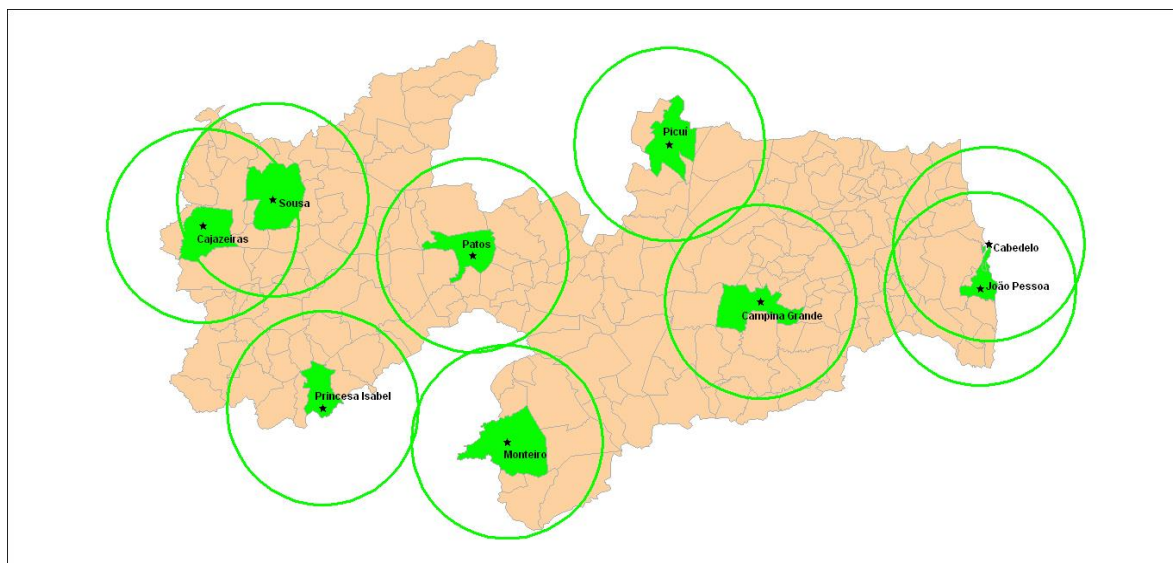 Picuí
Sousa
Cajazeiras
Patos
Cabedelo
João Pessoa
Campina Grande
Princesa Isabel
Monteiro